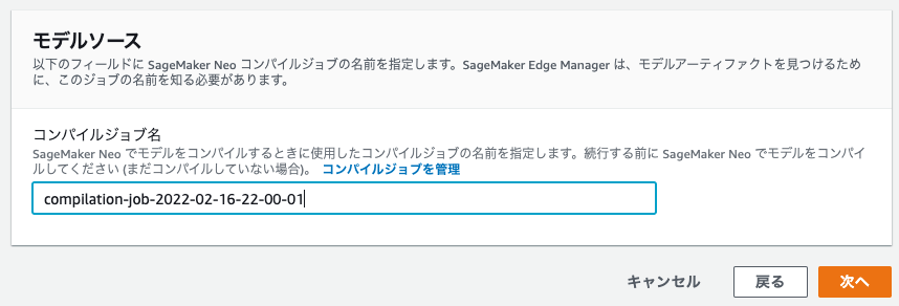 モデルソース
以下のフィールドに SageMaker Neo コンパイルジョブの名前を指定します。SageMaker Edge Manager は、モデルアーティファクトを見つけるため
に、このジョブの名前を知る必要があります。
コンパイルジョブ名
SageMaker Neo でモデルをコンパイルするときに使用したコンパイルジョブの名前を指定します。続行する前に SageMaker Neo でモデルをコンパイ
ルしてください (まだコンパイルしていない場合)。 コンパイルジョブを管理
compilation-job-2022-02-16-22-00-01
キャンセル 戻る 次へ